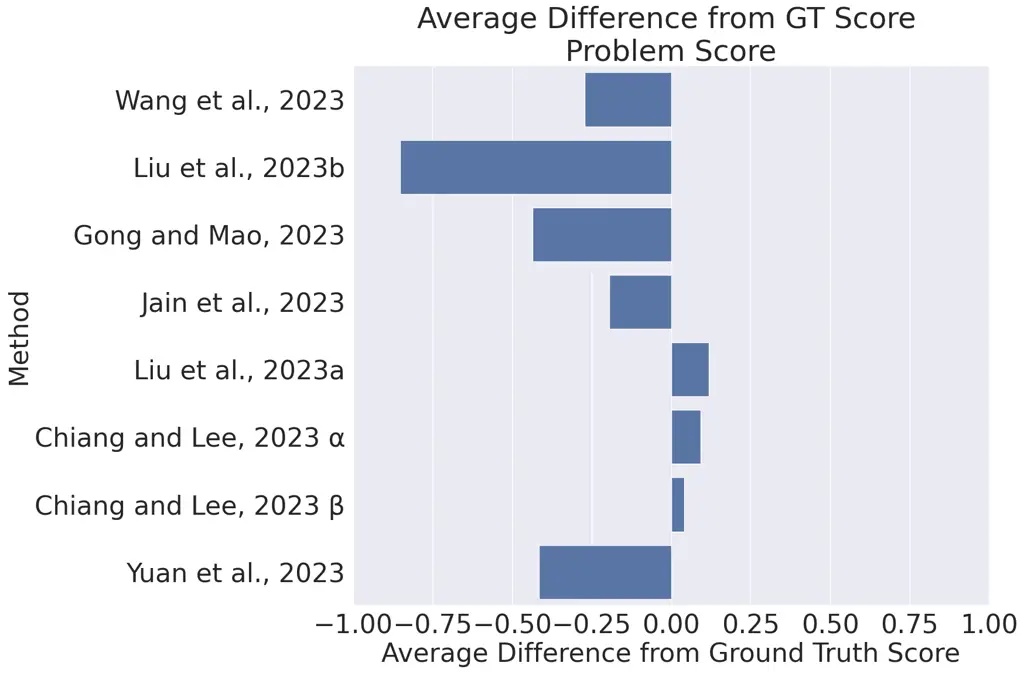 Average Difference from GT Score
Problem Score
Wang et al., 2023
Liu et al., 2023b
Gong and Mao, 2023
Jain et al., 2023
Liu et al., 2023a
Chiang and Lee, 2023 α
Chiang and Lee, 2023 β
Yuan et al., 2023
Method
−1.00 −0.75 −0.50 −0.25 0.00 0.25 0.50 0.75 1.00
Average Difference from Ground Truth Score